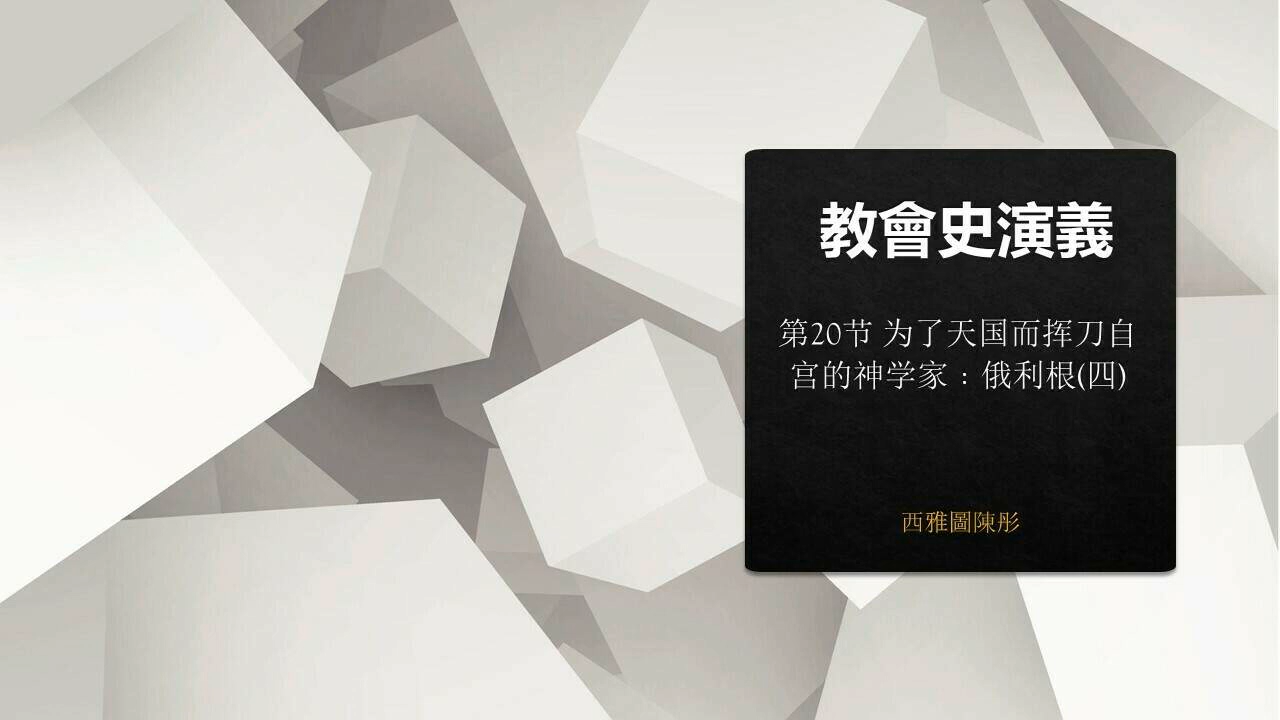 教會史演義
第20节 为了天国而挥刀自
宫的神学家：俄利根(四)
西雅圖陳彤